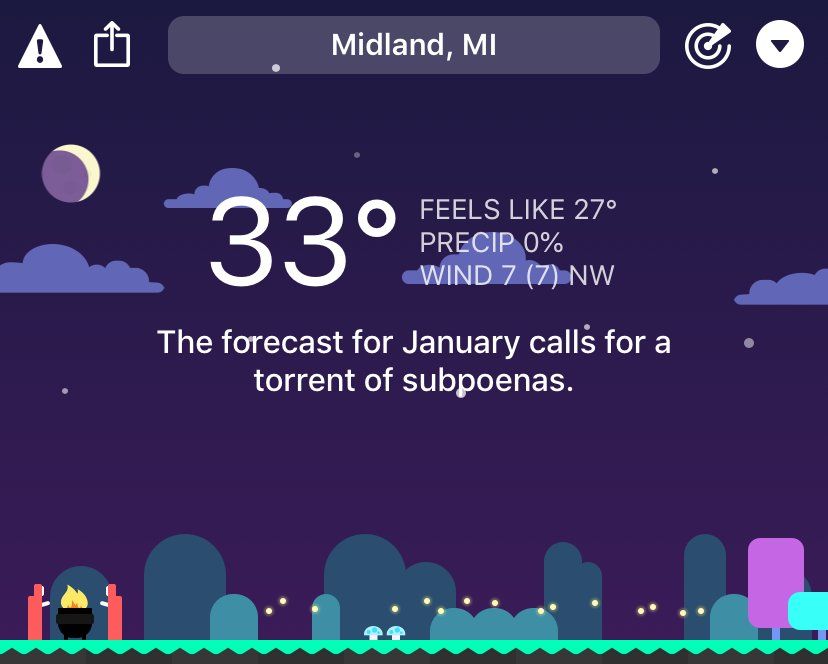 Midland, MI
33°
FEELS LIKE 27°
PRECIP 0%
WIND 7 (7) NW
The forecast for January calls for a
torrent of subpoenas.